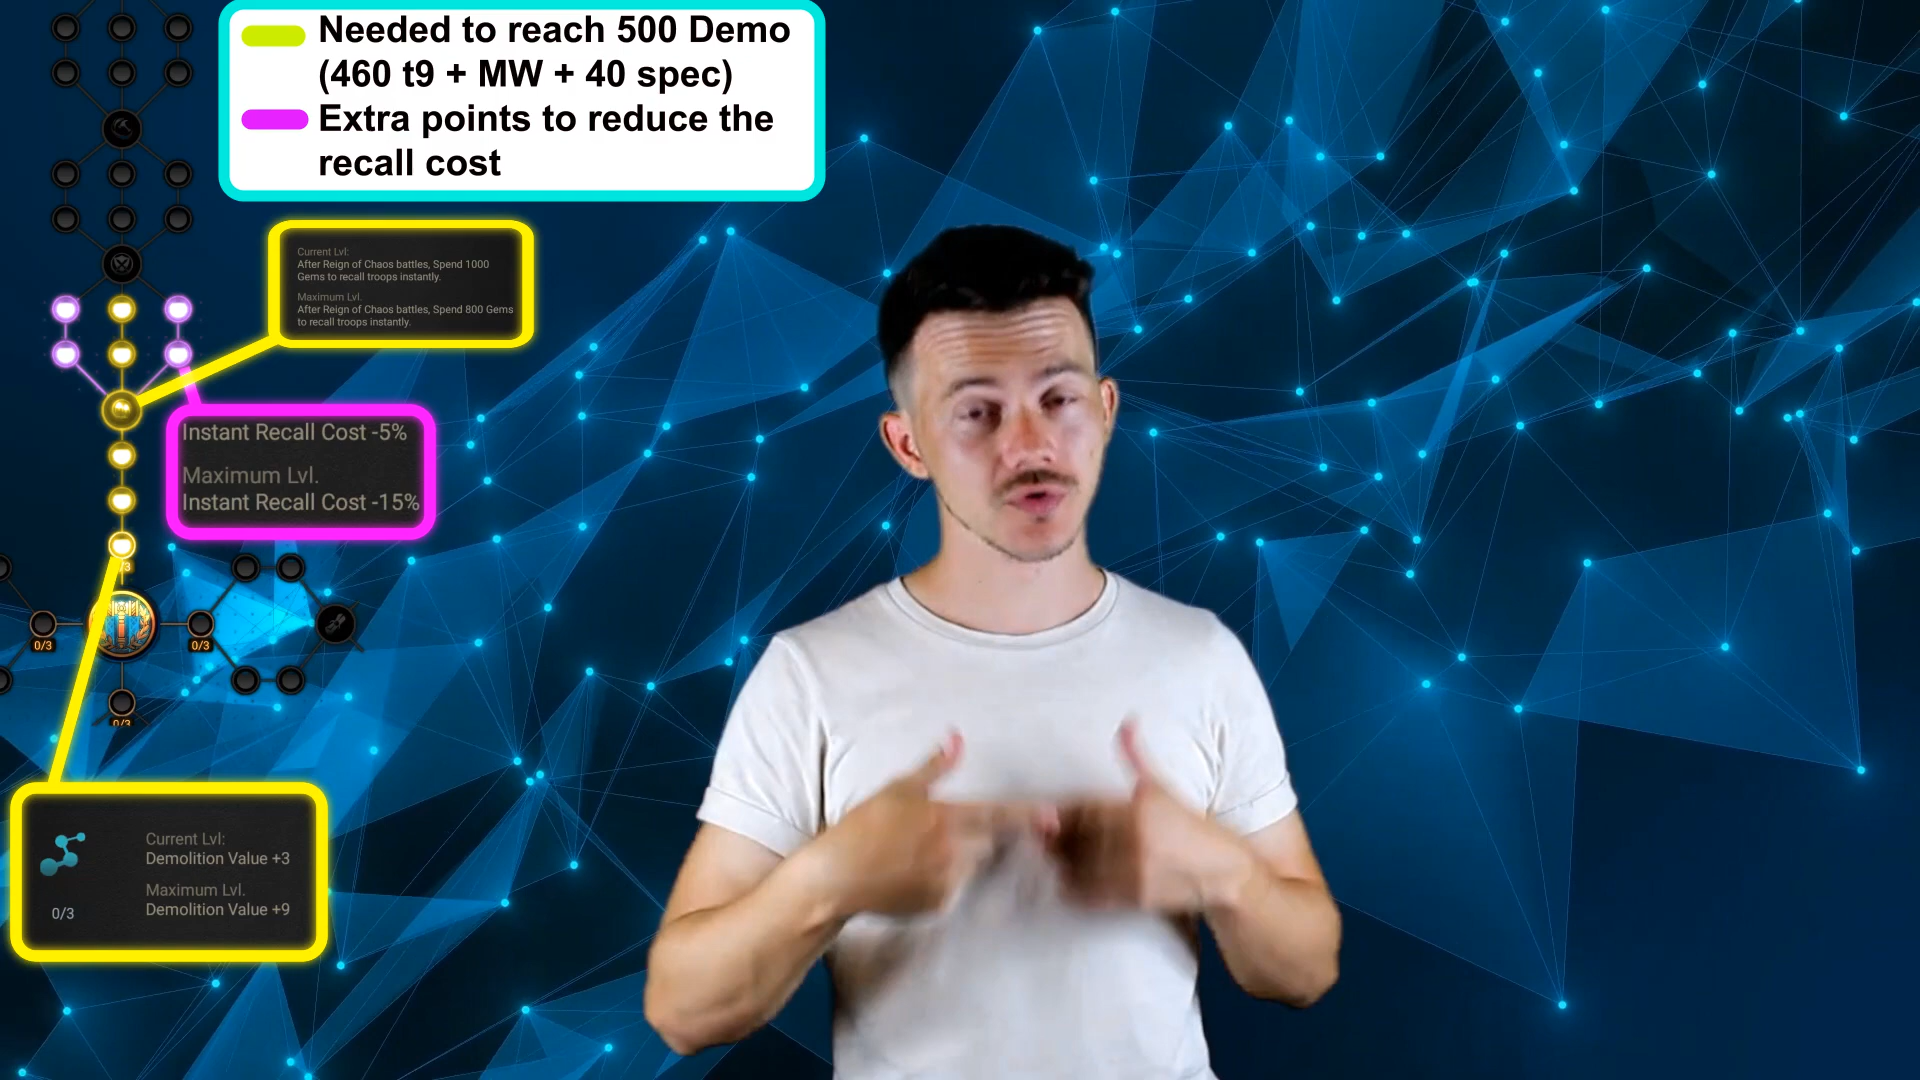 Needed to reach 500 Demo
(460 t9 + MW + 40 spec)
Extra points to reduce the
recall cost
Current Lvl:
After Reign of Chaos battles, Spend 1000
Gems to recall troops instantly.
Maximum Lvl.
After Reign of Chaos battles, Spend 800 Gems
to recall troops instantly.
Instant Recall Cost -5%
Maximum Lvl.
Instant Recall Cost -15%
0/3
0/3
0/3
Current Lvl:
Demolition Value +3
Maximum Lvl.
Demolition Value +9
0/3